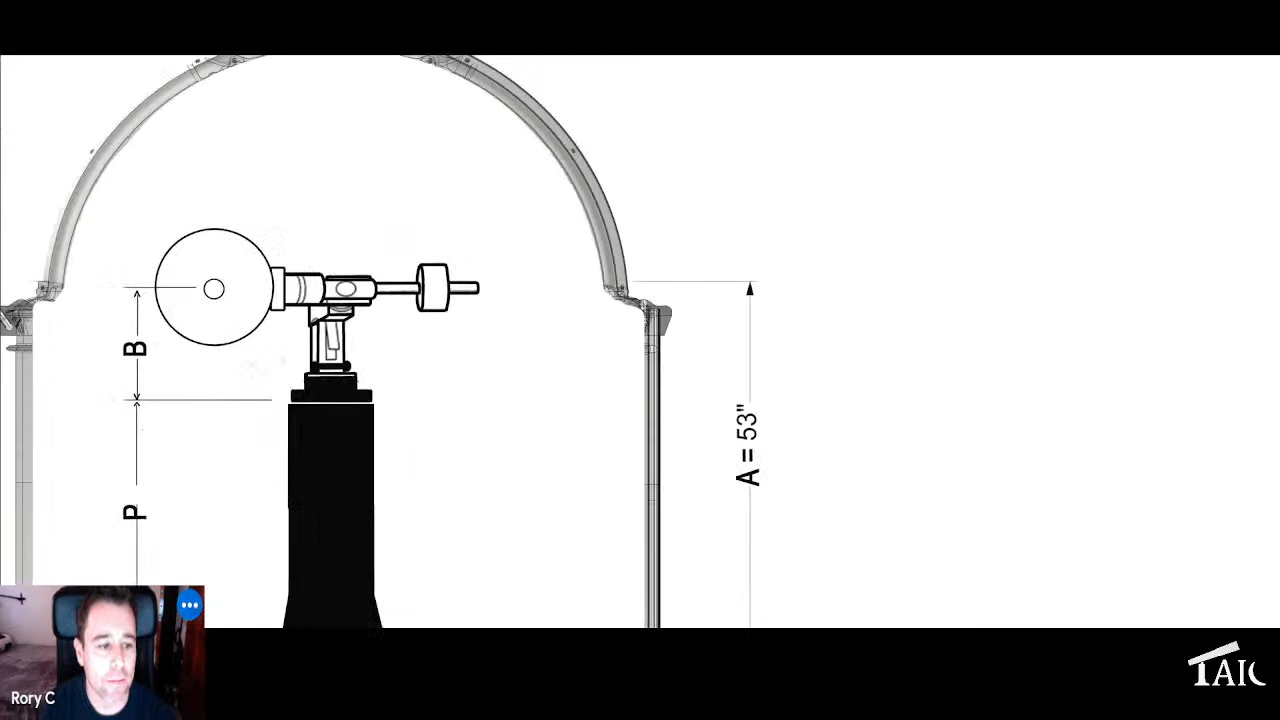 B
A = 53"
P
Rory C
TAIC